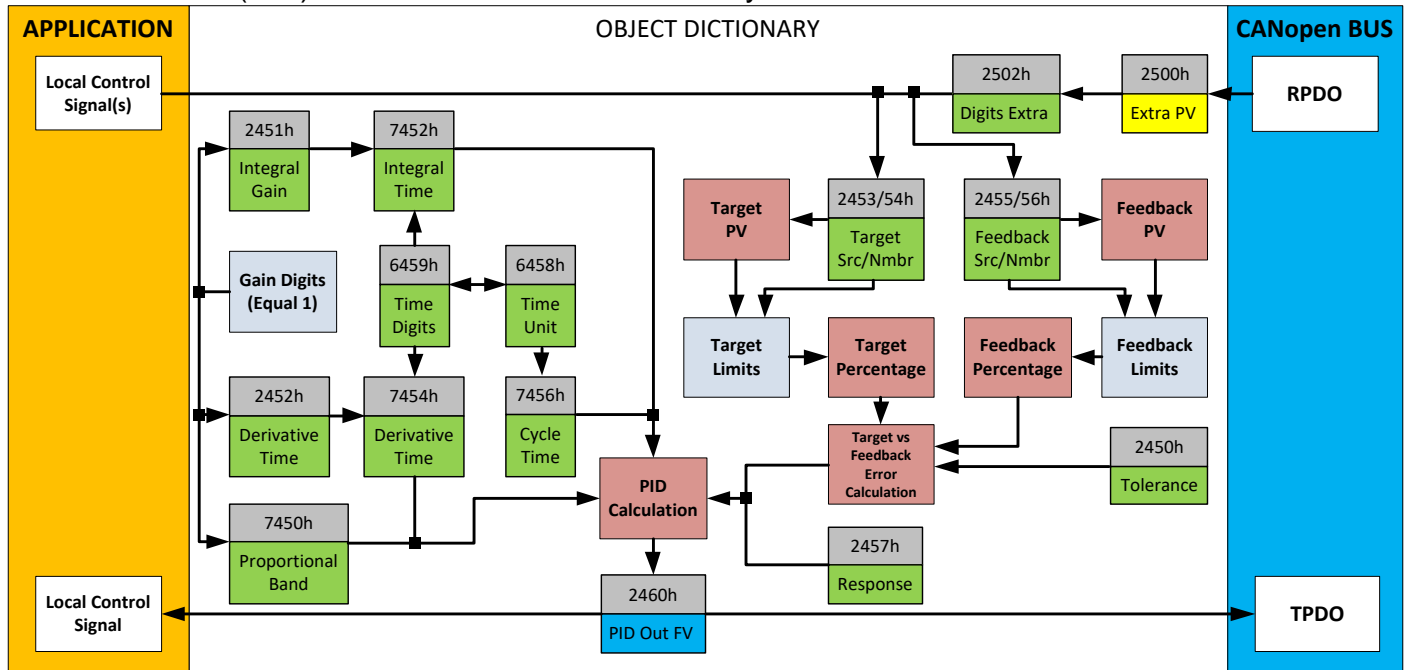 APPLICATION
OBJECT DICTIONARY
CANopen BUS
Local Control
Signal(s)
2502h
Digits Extra
2500h
Extra PV
RPDO
2451h
Integral
Gain
7452h
Integral
Time
Target
PV
2453/54h
Target
Src/Nmbr
2455/56h
Feedback
Src/Nmbr
Feedback
PV
Gain Digits
(Equal 1)
6459h
Time
Digits
6458h
Time
Unit
Target
Limits
Target
Percentage
Feedback
Percentage
Feedback
Limits
2452h
Derivative
Time
7454h
Derivative
Time
7456h
Cycle
Time
Target vs
Feedback
Error
Calculation
2450h
Tolerance
PID
Calculation
7450h
Proportional
Band
2457h
Response
Local Control
Signal
2460h
PID Out FV
TPDO